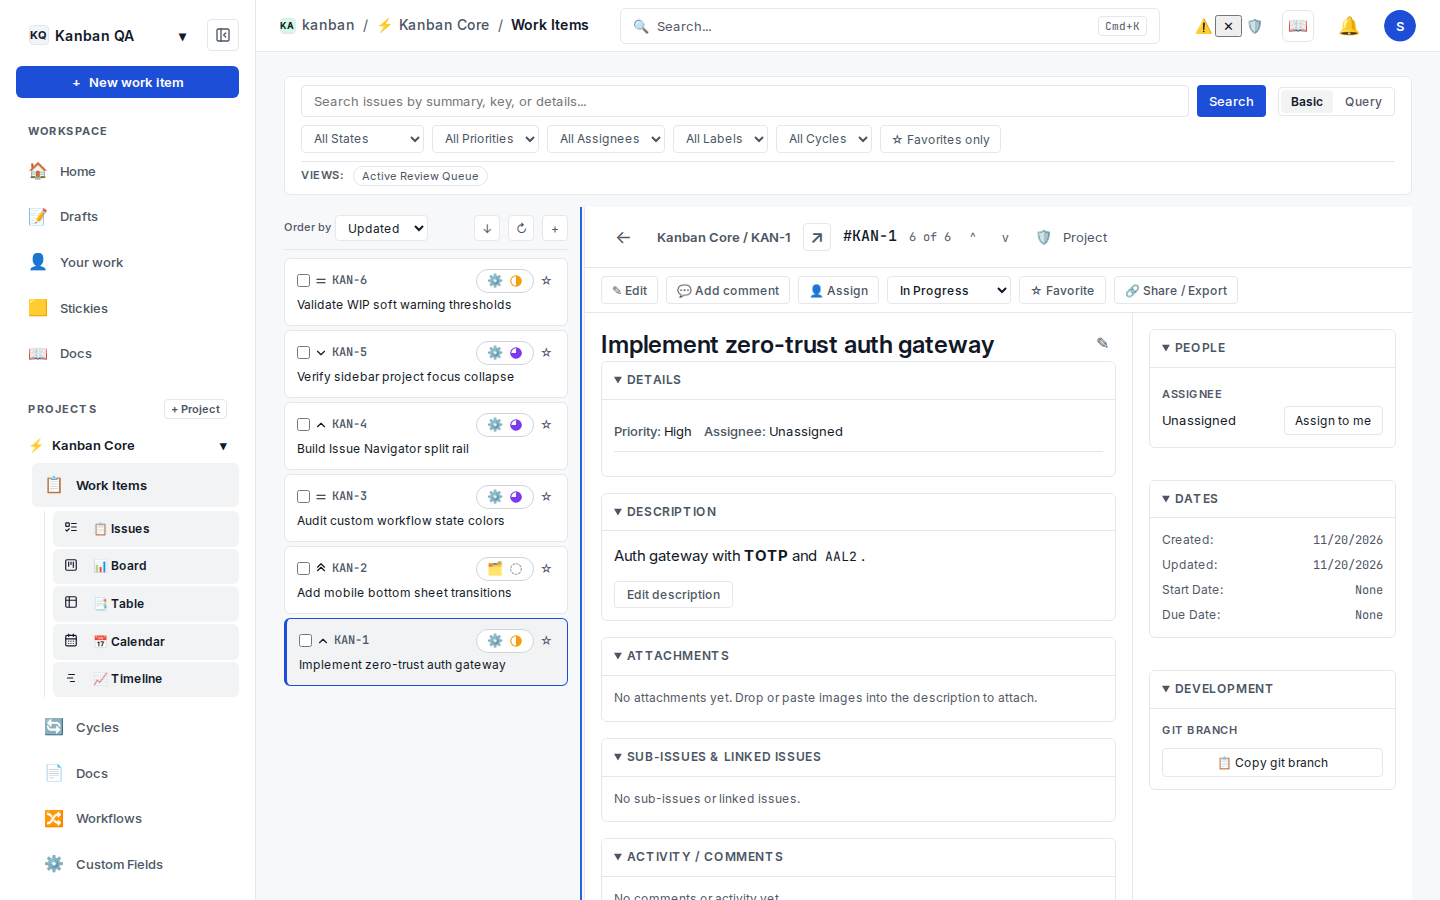 KQ Kanban QA ▾
+ New work item
WORKSPACE
Home
Drafts
Your work
Stickies
Docs
PROJECTS + Project
Kanban Core ▾
Work Items
Issues
Board
Table
Calendar
Timeline
Cycles
Docs
Workflows
Custom Fields
KA kanban / ⚡ Kanban Core / Work Items
Search... Cmd+K
Search issues by summary, key, or details... Search Basic Query
All States All Priorities All Assignees All Labels All Cycles ☆ Favorites only
VIEWS: Active Review Queue
Order by Updated ↓ ↻ +
KAN-6
Validate WIP soft warning thresholds
KAN-5
Verify sidebar project focus collapse
KAN-4
Build Issue Navigator split rail
KAN-3
Audit custom workflow state colors
KAN-2
Add mobile bottom sheet transitions
KAN-1
Implement zero-trust auth gateway
← Kanban Core / KAN-1 #KAN-1 6 of 6 ^ v Project
✎ Edit Add comment Assign In Progress ☆ Favorite Share / Export
Implement zero-trust auth gateway
▾ DETAILS
Priority: High Assignee: Unassigned
▾ DESCRIPTION
Auth gateway with TOTP and AAL2.
Edit description
▾ ATTACHMENTS
No attachments yet. Drop or paste images into the description to attach.
▾ SUB-ISSUES & LINKED ISSUES
No sub-issues or linked issues.
▾ ACTIVITY / COMMENTS
No comments or activity yet
▾ PEOPLE
ASSIGNEE
Unassigned Assign to me
▾ DATES
Created: 11/20/2026
Updated: 11/20/2026
Start Date: None
Due Date: None
▾ DEVELOPMENT
GIT BRANCH
Copy git branch
✕
S